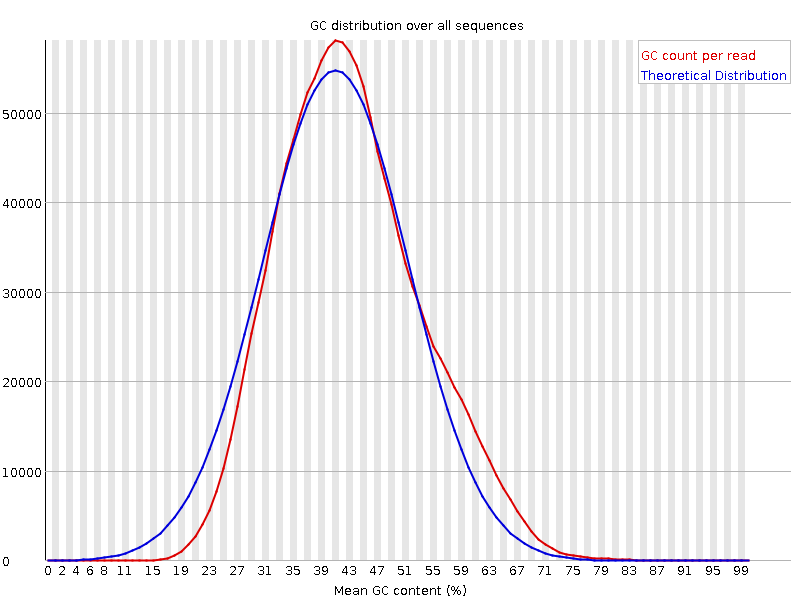 GC distribution over all sequences
GC count per read
Theoretical Distribution
50000
40000
30000
20000
10000
0
0 2 4 6 8 11 15 19 23 27 31 35 39 43 47 51 55 59 63 67 71 75 79 83 87 91 95 99
Mean GC content (%)